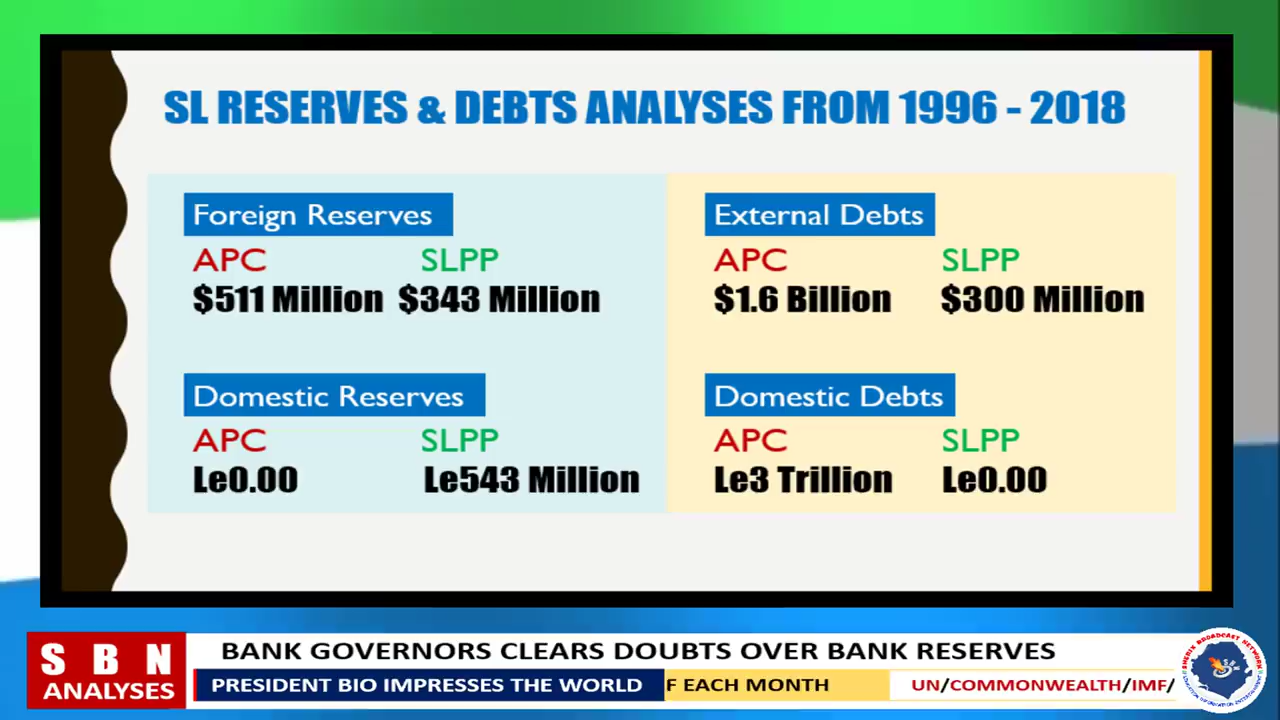 SL RESERVES & DEBTS ANALYSES FROM 1996 - 2018
Foreign Reserves
APC SLPP
$511 Million $343 Million
Domestic Reserves
APC SLPP
Le0.00 Le543 Million
External Debts
APC SLPP
$1.6 Billion $300 Million
Domestic Debts
APC SLPP
Le3 Trillion Le0.00
SBN
ANALYSES
BANK GOVERNORS CLEARS DOUBTS OVER BANK RESERVES
PRESIDENT BIO IMPRESSES THE WORLD
F EACH MONTH
UN/COMMONWEALTH/IMF/
BROADCAST NETWORK